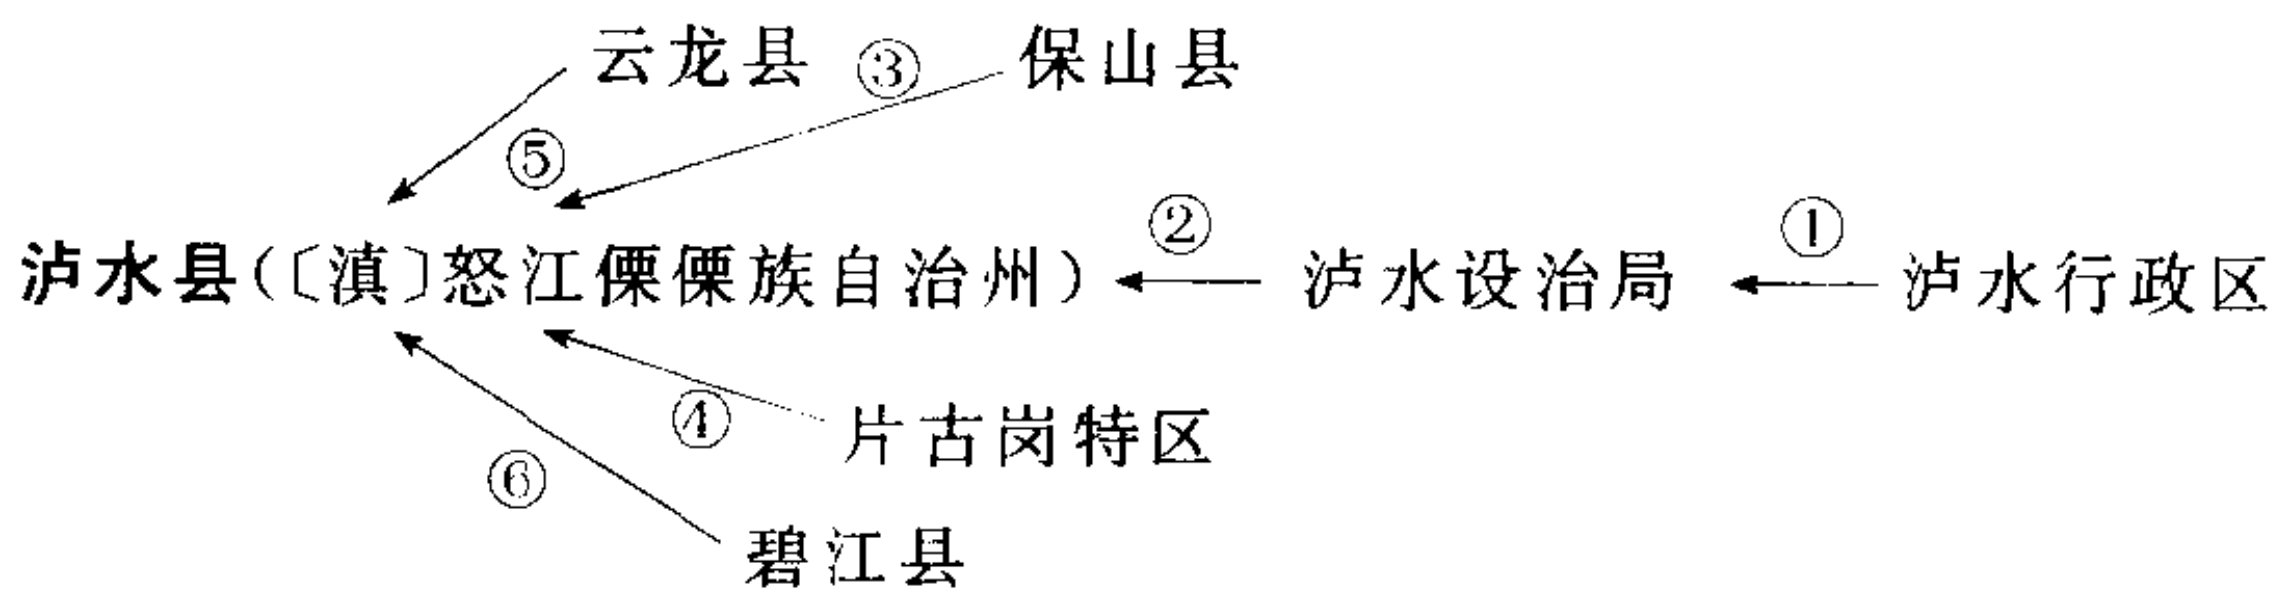 云龙县 ③ 保山县
⑤
② ①
泸水县(〔滇〕怒江傈僳族自治州) 泸水设治局 泸水行政区
④ 片古岗特区
⑥
碧江县